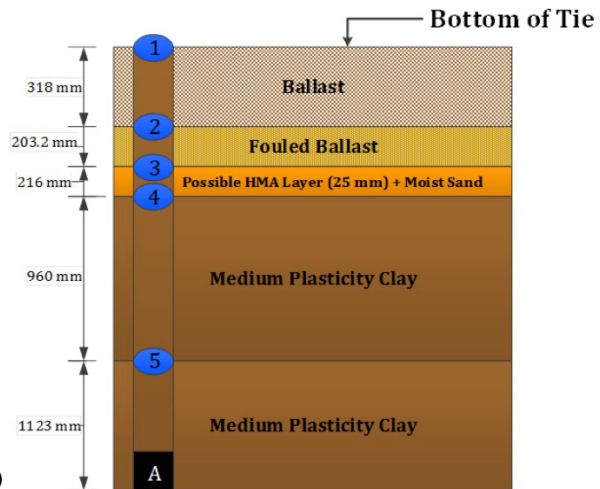 Bottom of Tie
1
318 mm
Ballast
2
203.2 mm
Fouled Ballast
3
216 mm
Possible HMA Layer (25 mm) + Moist Sand
4
960 mm
Medium Plasticity Clay
5
1123 mm
Medium Plasticity Clay
A
)